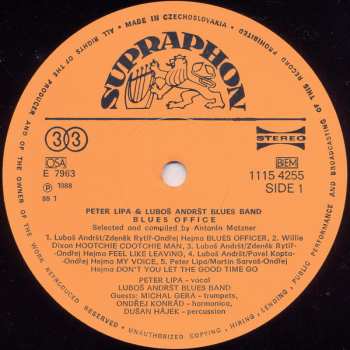 MADE IN CZECHOSLOVAKIA • ALL RIGHTS OF THE PRODUCER AND OF THE OWNER OF THE WORK REPRODUCED RESERVED • UNAUTHORIZED COPYING • HIRING • LENDING • PUBLIC PERFORMANCE AND BROADCASTING OF THIS RECORD PROHIBITED
SUPRAPHON
33
STEREO
OSA
BIEM
E 7963
1115 4255
Ⓟ 1988
SIDE 1
88 1
PETER LIPA & LUBOŠ ANDRŠT BLUES BAND
BLUES OFFICE
Selected and compiled by Antonín Matzner
1. Luboš Andršt/Zdeněk Rytíř-Ondřej Hejma BLUES OFFICER, 2. Willie
Dixon HOOTCHIE COOTCHIE MAN, 3. Luboš Andršt/Zdeněk Rytíř-
-Ondřej Hejma FEEL LIKE LEAVING, 4. Luboš Andršt/Pavel Kopta-
-Ondřej Hejma MY VOICE, 5. Peter Lipa/Martin Sarvaš-Ondřej
Hejma DON'T YOU LET THE GOOD TIME GO
PETER LIPA - vocal
LUBOŠ ANDRŠT BLUES BAND
Guests: MICHAL GERA - trumpets,
ONDŘEJ KONRÁD - harmonica,
DUŠAN HÁJEK - percussion